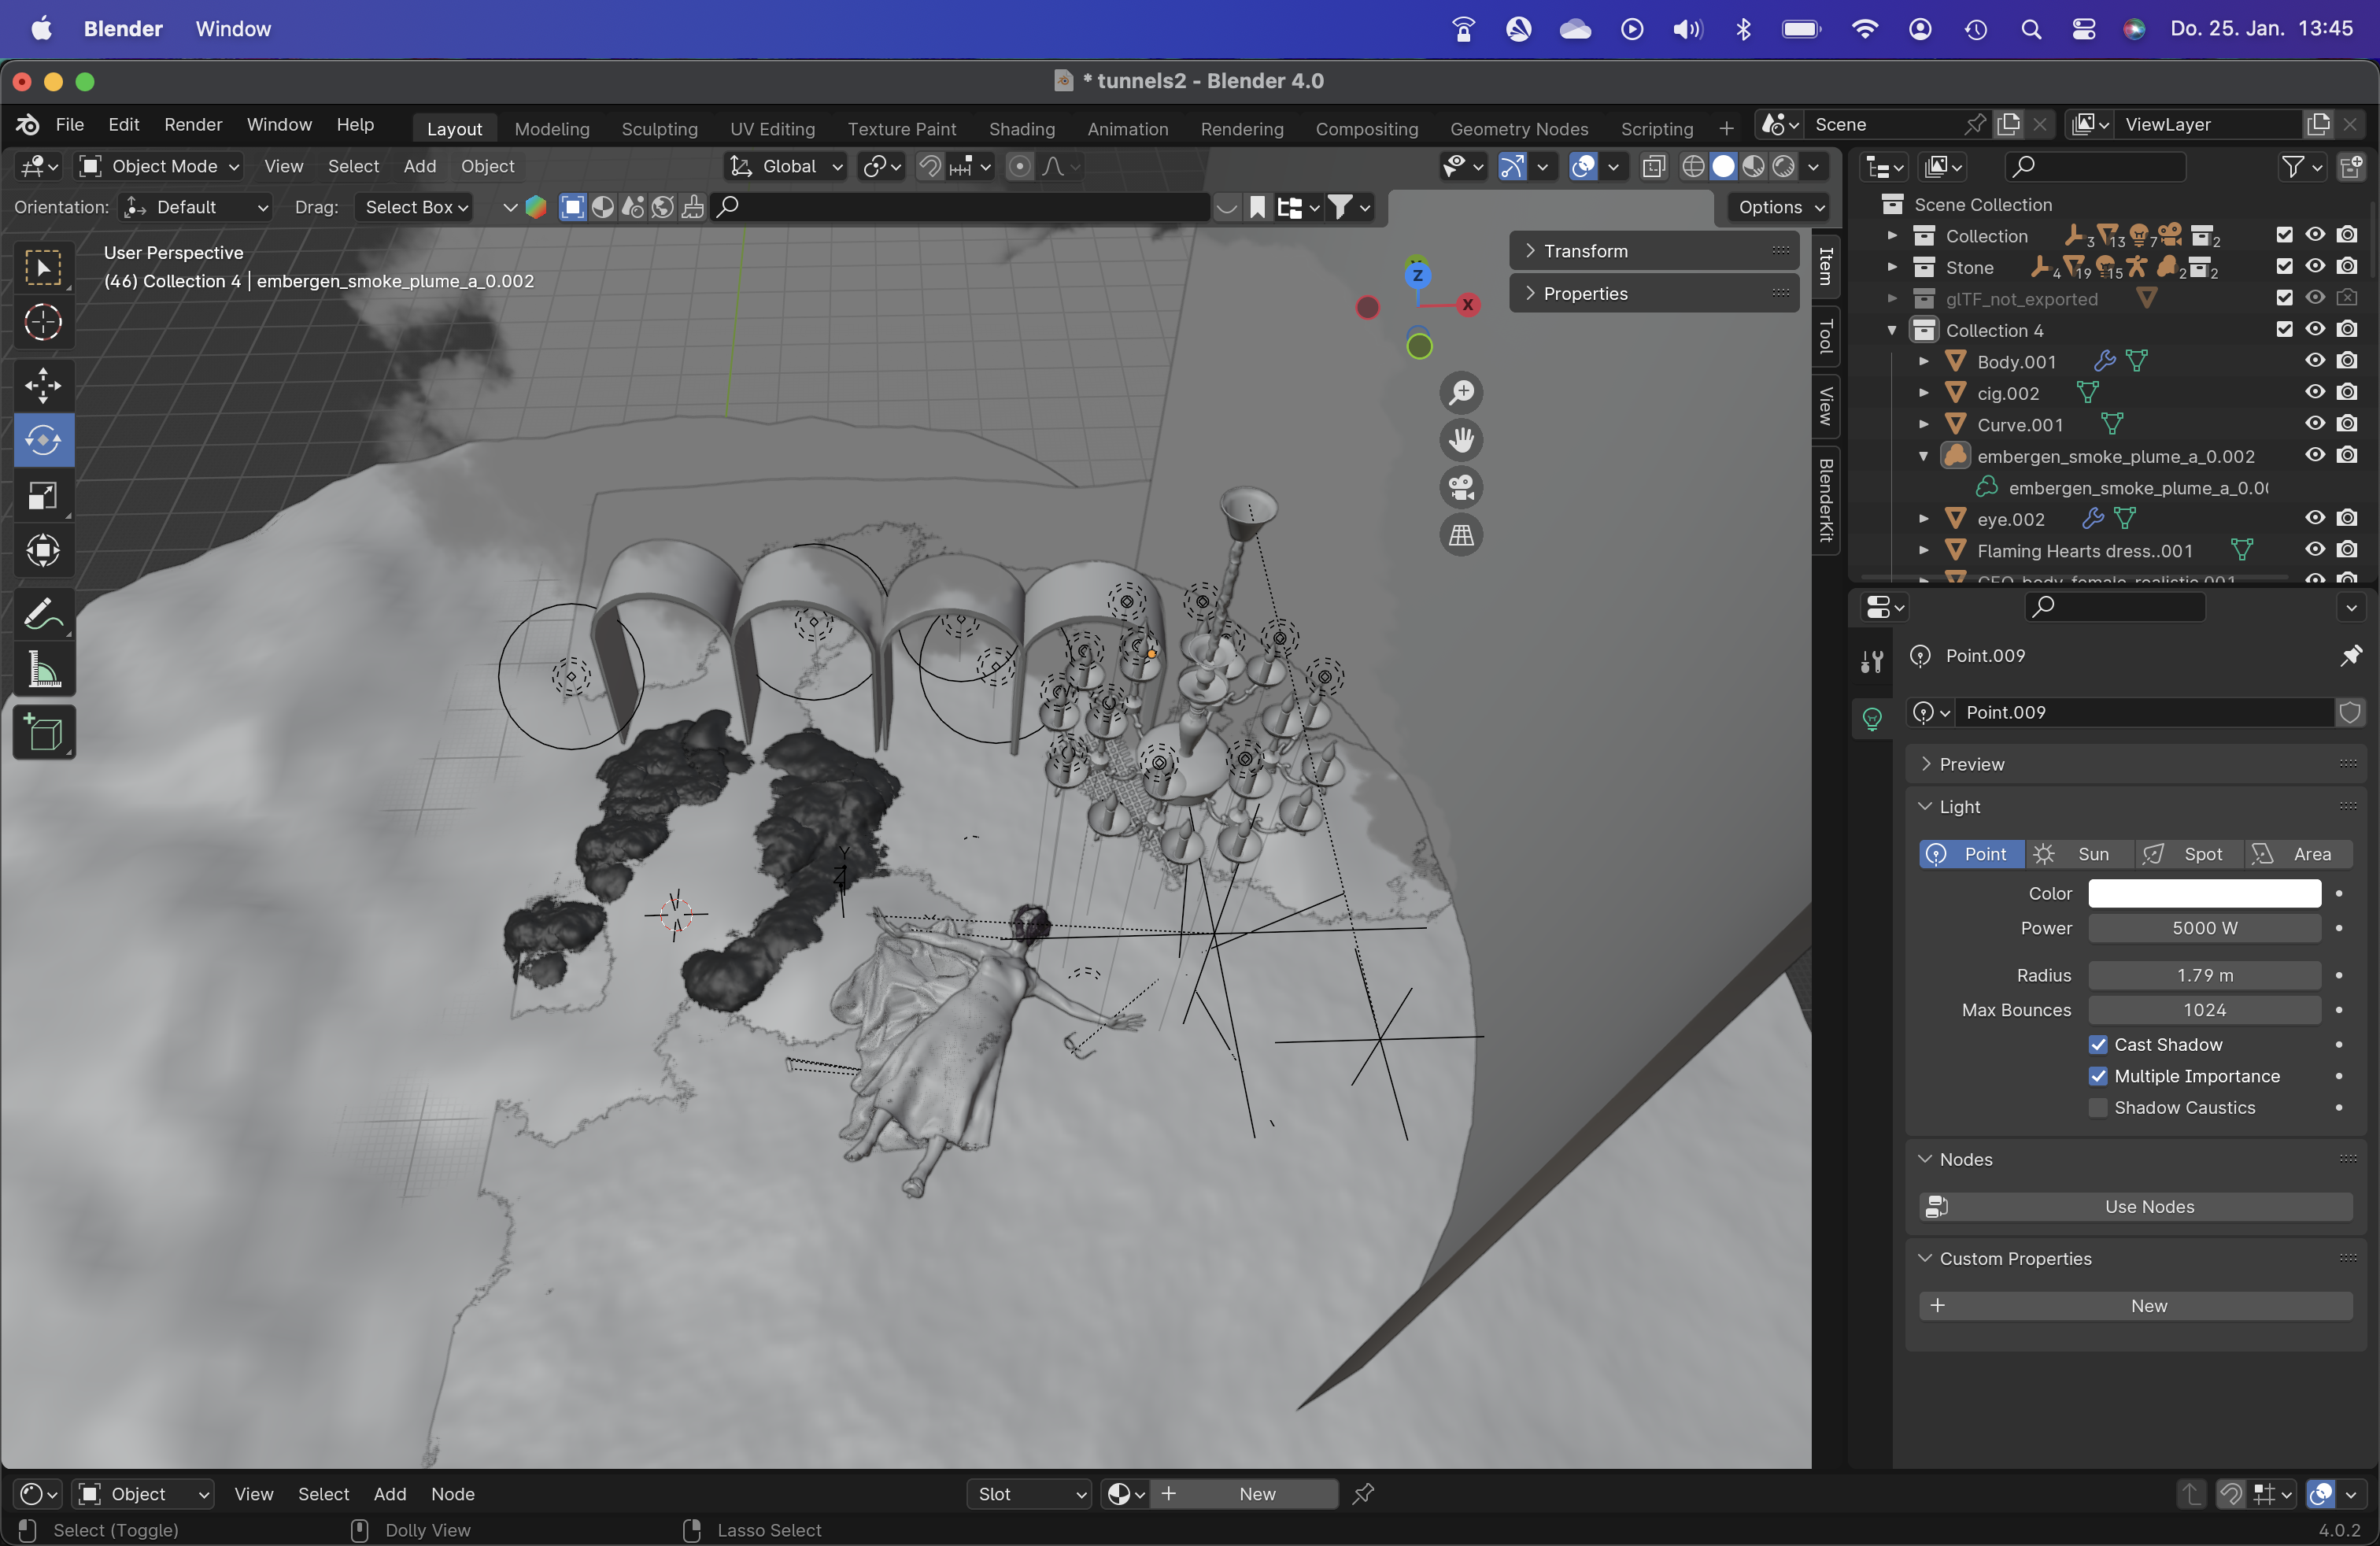 Blender Window Do. 25. Jan. 13:45
* tunnels2 - Blender 4.0
File Edit Render Window Help Layout Modeling Sculpting UV Editing Texture Paint Shading Animation Rendering Compositing Geometry Nodes Scripting + Scene ViewLayer
Object Mode View Select Add Object Global
Orientation: Default Drag: Select Box Options
User Perspective
(46) Collection 4 | embergen_smoke_plume_a_0.002
Transform
Properties
Z
X
Item
Tool
View
BlenderKit
Y
Scene Collection
Collection 3 13 7 2
Stone 4 19 15 2 2
glTF_not_exported
Collection 4
Body.001
cig.002
Curve.001
embergen_smoke_plume_a_0.002
embergen_smoke_plume_a_0.0
eye.002
Flaming Hearts dress..001
Point.009
Point.009
Preview
Light
Point Sun Spot Area
Color
Power 5000 W
Radius 1.79 m
Max Bounces 1024
Cast Shadow
Multiple Importance
Shadow Caustics
Nodes
Use Nodes
Custom Properties
+ New
Object View Select Add Node Slot + New
Select (Toggle) Dolly View Lasso Select 4.0.2